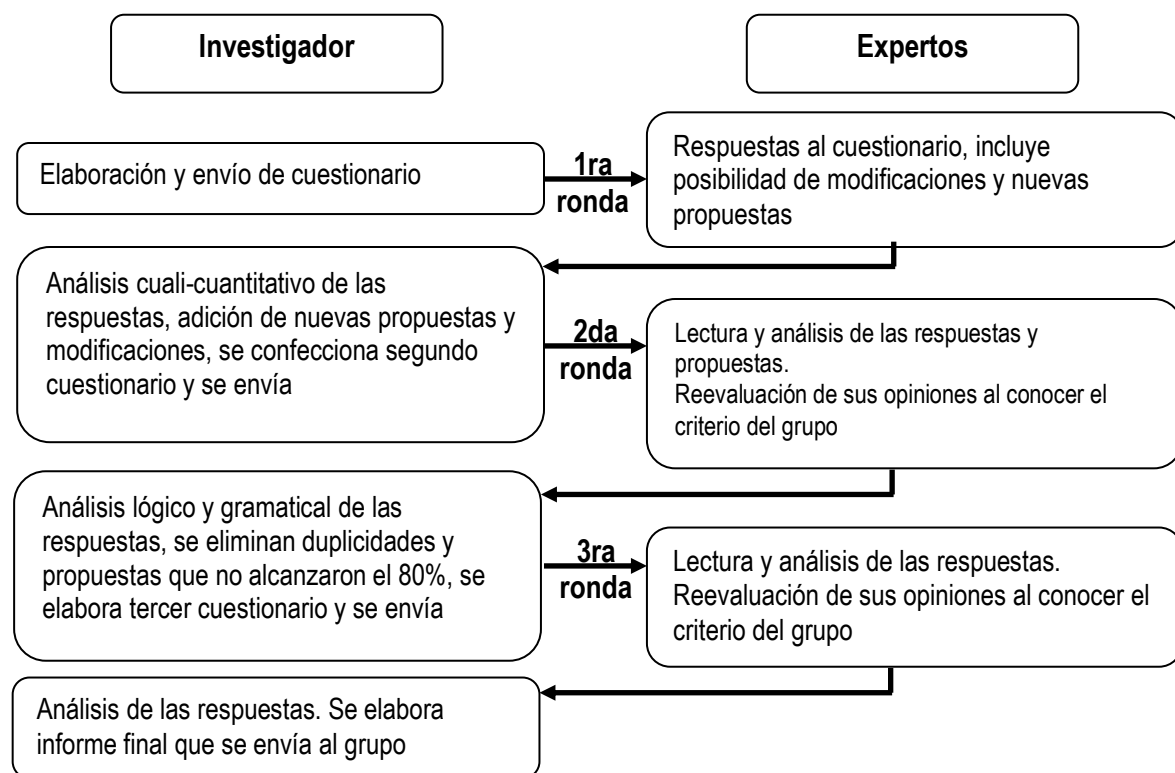 Investigador
Expertos
Elaboración y envío de cuestionario
1ra
ronda
Respuestas al cuestionario, incluye
posibilidad de modificaciones y nuevas
propuestas
Análisis cuali-cuantitativo de las
respuestas, adición de nuevas propuestas y
modificaciones, se confecciona segundo
cuestionario y se envía
2da
ronda
Lectura y análisis de las respuestas y
propuestas.
Reevaluación de sus opiniones al conocer el
criterio del grupo
Análisis lógico y gramatical de las
respuestas, se eliminan duplicidades y
propuestas que no alcanzaron el 80%, se
elabora tercer cuestionario y se envía
3ra
ronda
Lectura y análisis de las respuestas.
Reevaluación de sus opiniones al conocer el
criterio del grupo
Análisis de las respuestas. Se elabora
informe final que se envía al grupo